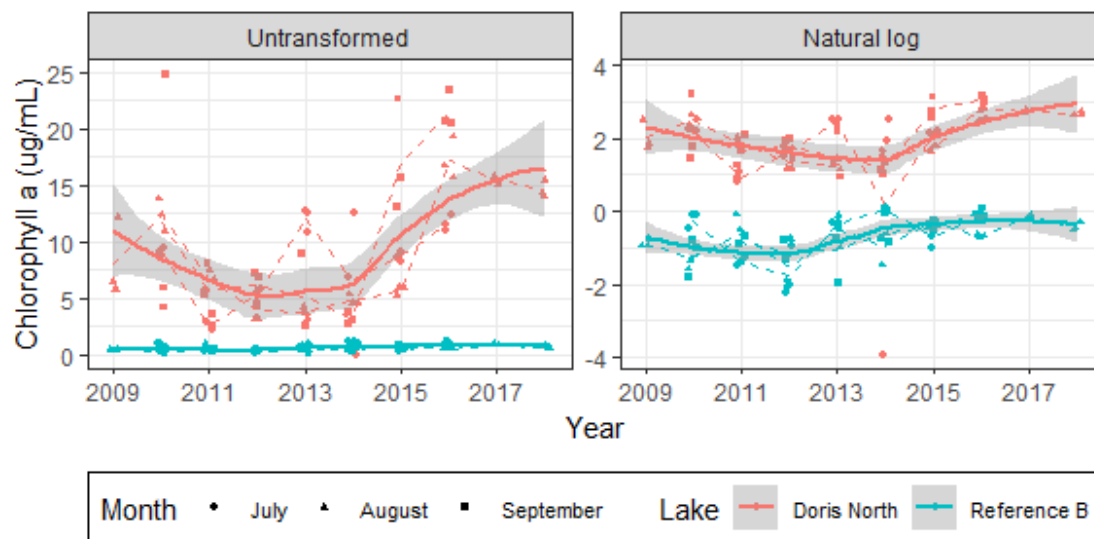 Untransformed
Natural log
Chlorophyll a (ug/mL)
25
20
15
10
5
0
4
2
0
-2
-4
2009 2011 2013 2015 2017
2009 2011 2013 2015 2017
Year
Month July August September Lake Doris North Reference B